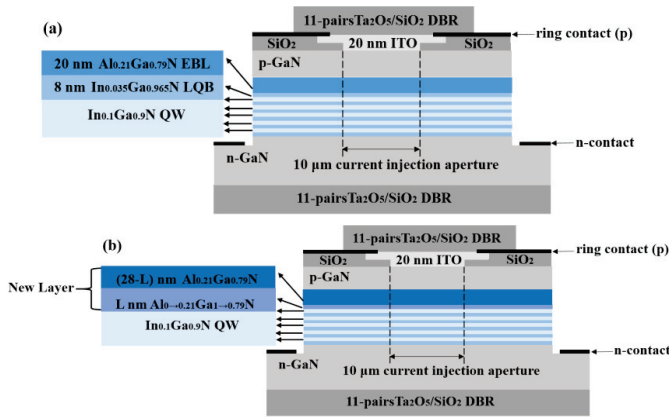 (a)
11-pairsTa2O5/SiO2 DBR
ring contact (p)
SiO2
20 nm ITO
SiO2
p-GaN
20 nm Al0.21Ga0.79N EBL
8 nm In0.035Ga0.965N LQB
In0.1Ga0.9N QW
n-contact
n-GaN
10 μm current injection aperture
11-pairsTa2O5/SiO2 DBR
(b)
11-pairsTa2O5/SiO2 DBR
ring contact (p)
SiO2
20 nm ITO
SiO2
p-GaN
New Layer
(28-L) nm Al0.21Ga0.79N
L nm Al0→0.21Ga1→0.79N
In0.1Ga0.9N QW
n-contact
n-GaN
10 μm current injection aperture
11-pairsTa2O5/SiO2 DBR